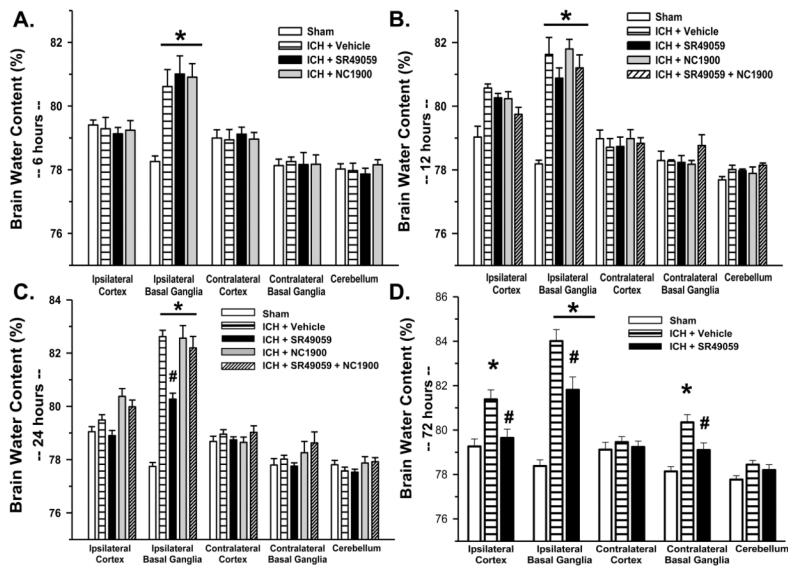 A.
Brain Water Content (%)
-- 6 hours --
84
82
80
78
76
Sham
ICH + Vehicle
ICH + SR49059
ICH + NC1900
*
Ipsilateral Cortex
Ipsilateral Basal Ganglia
Contralateral Cortex
Contralateral Basal Ganglia
Cerebellum
B.
Brain Water Content (%)
-- 12 hours --
84
82
80
78
76
Sham
ICH + Vehicle
ICH + SR49059
ICH + NC1900
ICH + SR49059 + NC1900
*
Ipsilateral Cortex
Ipsilateral Basal Ganglia
Contralateral Cortex
Contralateral Basal Ganglia
Cerebellum
C.
Brain Water Content (%)
-- 24 hours --
84
82
80
78
76
Sham
ICH + Vehicle
ICH + SR49059
ICH + NC1900
ICH + SR49059 + NC1900
*
#
Ipsilateral Cortex
Ipsilateral Basal Ganglia
Contralateral Cortex
Contralateral Basal Ganglia
Cerebellum
D.
Brain Water Content (%)
-- 72 hours --
86
84
82
80
78
76
Sham
ICH + Vehicle
ICH + SR49059
*
#
*
#
*
#
Ipsilateral Cortex
Ipsilateral Basal Ganglia
Contralateral Cortex
Contralateral Basal Ganglia
Cerebellum